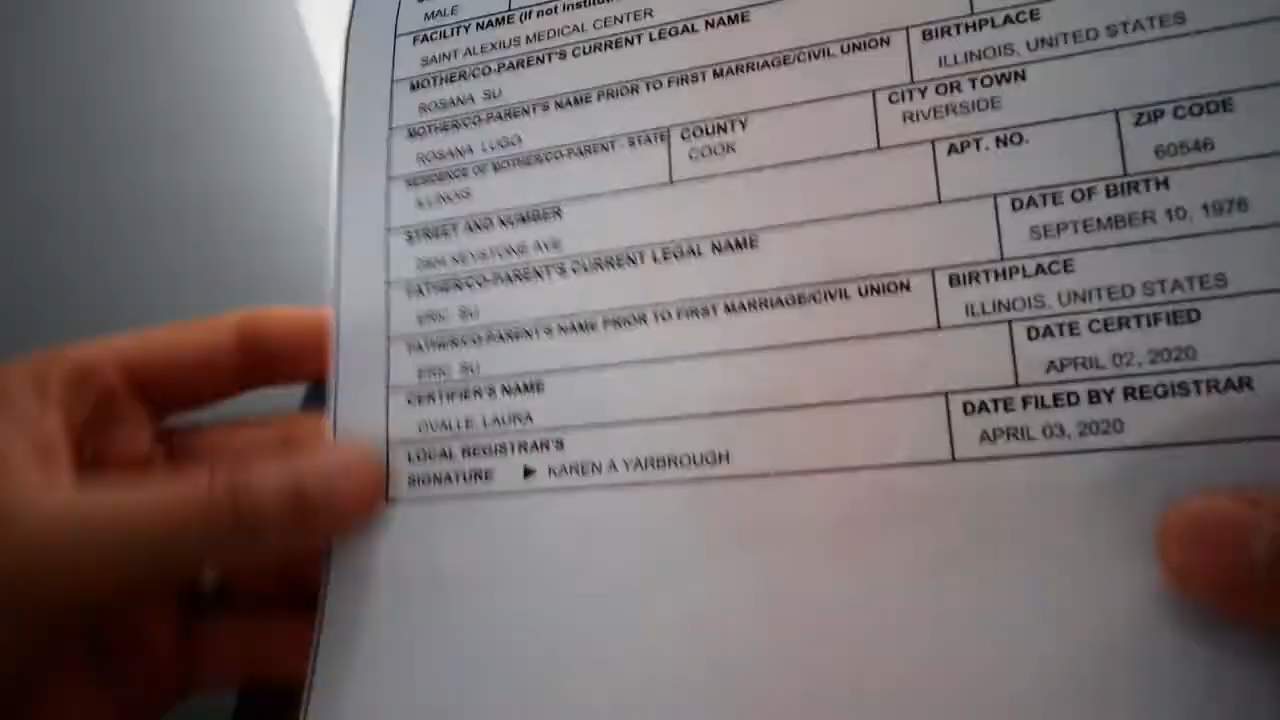 MALE
FACILITY NAME (If not institu
SAINT ALEXIUS MEDICAL CENTER
MOTHER/CO-PARENT'S CURRENT LEGAL NAME
BIRTHPLACE
ROSANA SU
ILLINOIS, UNITED STATES
MOTHER/CO-PARENT'S NAME PRIOR TO FIRST MARRIAGE/CIVIL UNION
ROSANA LUGO
RESIDENCE OF MOTHER/CO-PARENT - STATE
COUNTY
CITY OR TOWN
ILLINOIS
COOK
RIVERSIDE
STREET AND NUMBER
APT. NO.
ZIP CODE
KEYSTONE AVE
60546
FATHER/CO-PARENT'S CURRENT LEGAL NAME
DATE OF BIRTH
ERIC SU
SEPTEMBER 10, 1976
FATHER/CO-PARENT'S NAME PRIOR TO FIRST MARRIAGE/CIVIL UNION
BIRTHPLACE
ERIC SU
ILLINOIS, UNITED STATES
CERTIFIER'S NAME
DATE CERTIFIED
OVALLE, LAURA
APRIL 02, 2020
LOCAL REGISTRAR'S
DATE FILED BY REGISTRAR
SIGNATURE ▶ KAREN A YARBROUGH
APRIL 03, 2020